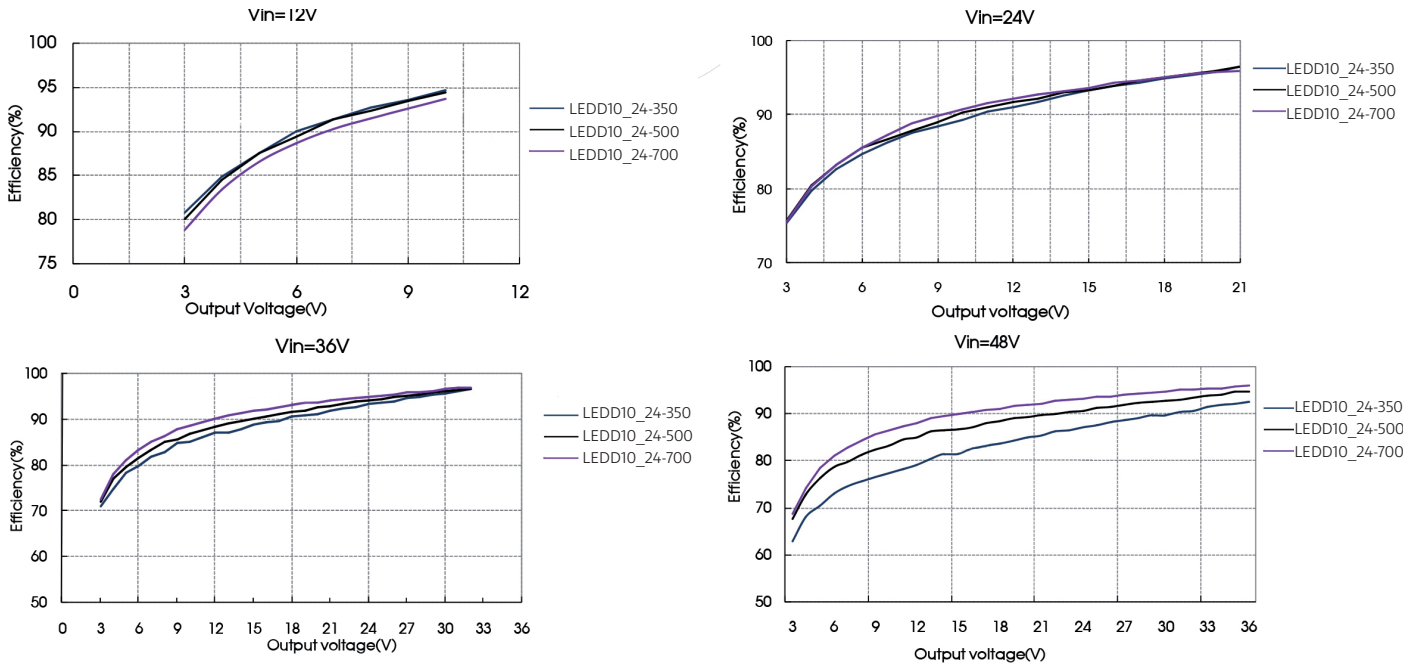 Vin=12V
Efficiency(%)
100
95
90
85
80
75
0 3 6 9 12
Output Voltage(V)
LEDD10_24-350
LEDD10_24-500
LEDD10_24-700
Vin=24V
Efficiency(%)
100
90
80
70
3 6 9 12 15 18 21
Output voltage(V)
LEDD10_24-350
LEDD10_24-500
LEDD10_24-700
Vin=36V
Efficiency(%)
100
90
80
70
60
50
0 3 6 9 12 15 18 21 24 27 30 33 36
Output voltage(V)
LEDD10_24-350
LEDD10_24-500
LEDD10_24-700
Vin=48V
Efficiency(%)
100
90
80
70
60
50
3 6 9 12 15 18 21 24 27 30 33 36
Output voltage(V)
LEDD10_24-350
LEDD10_24-500
LEDD10_24-700